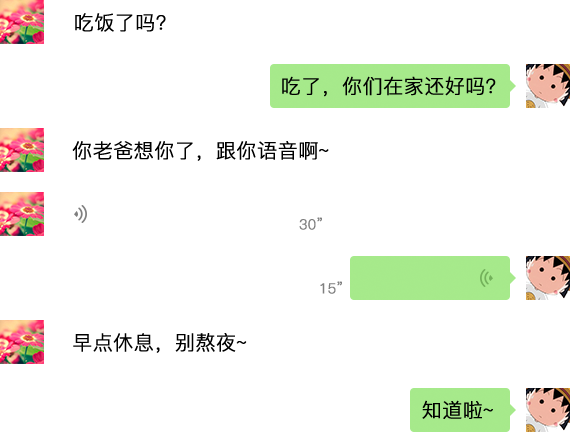 吃饭了吗?
吃了，你们在家还好吗?
你老爸想你了，跟你语音啊~
30”
15”
早点休息，别熬夜~
知道啦~